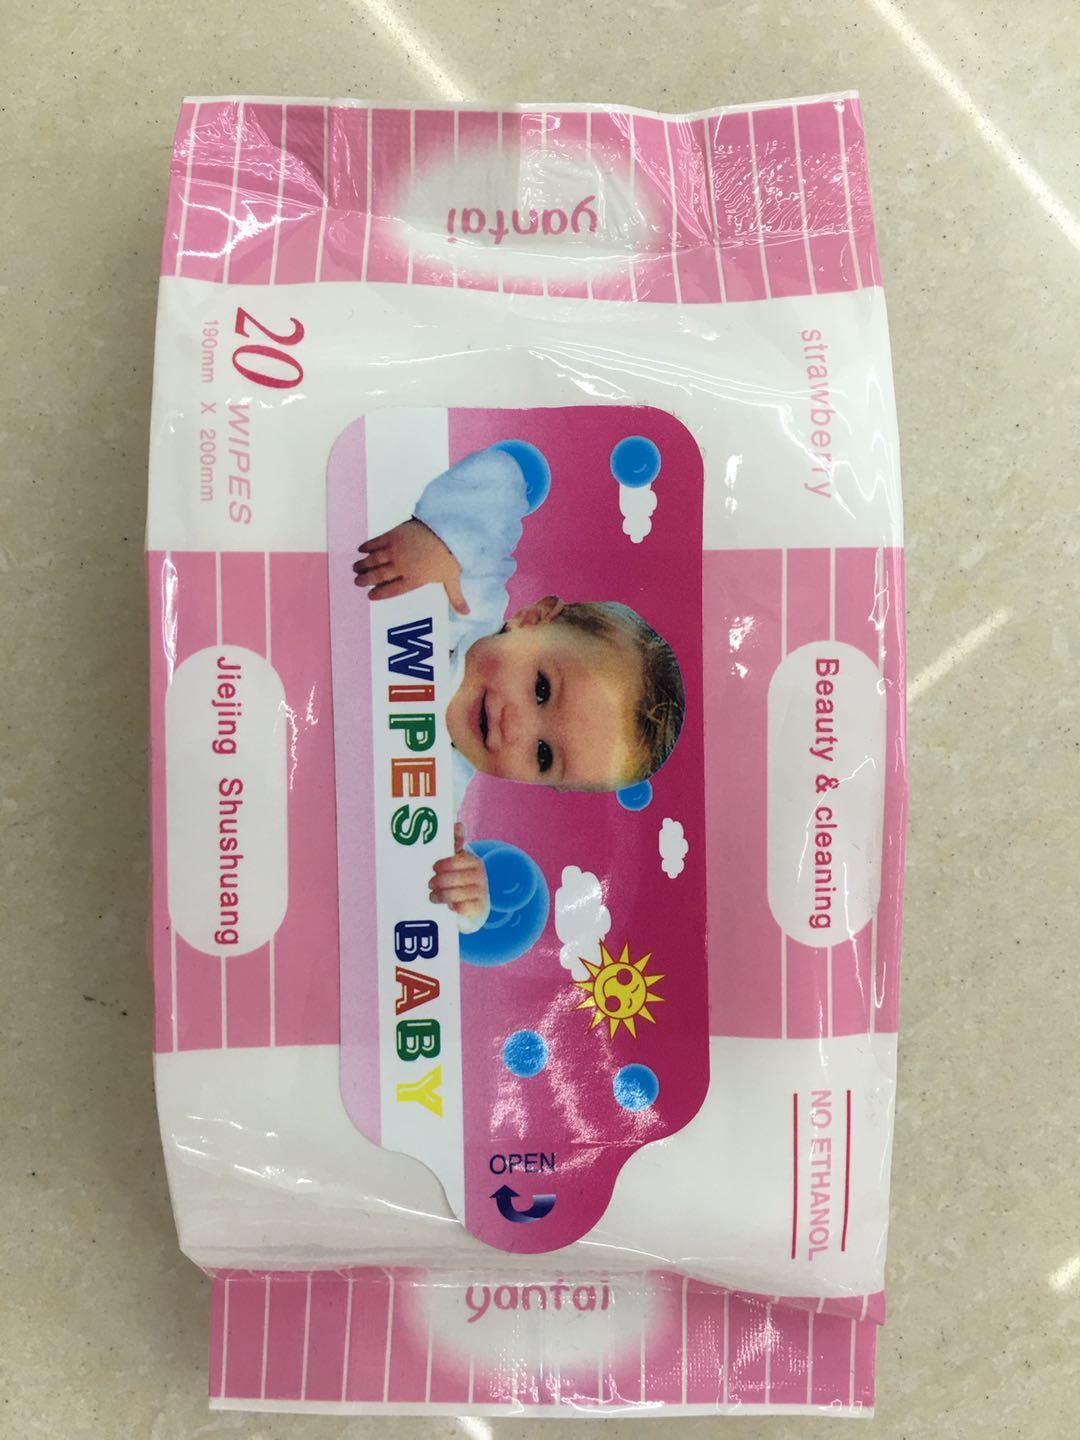 yantai
strawberry
20 WIPES
190mm X 200mm
Beauty & cleaning
WIPES BABY
Jiejing Shushuang
NO ETHANOL
OPEN
yantai